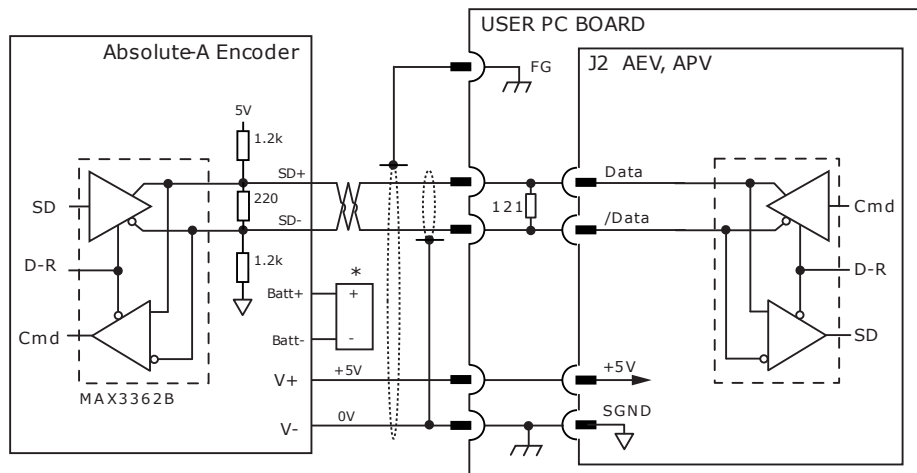 USER PC BOARD
Absolute-A Encoder
J2 AEV, APV
FG
5V
1.2k
SD+
Data
SD
220
121
Cmd
SD-
/Data
D-R
1.2k
D-R
*
Batt+
+
Cmd
Batt-
-
SD
V+
+5V
+5V
MAX3362B
SGND
V-
0V